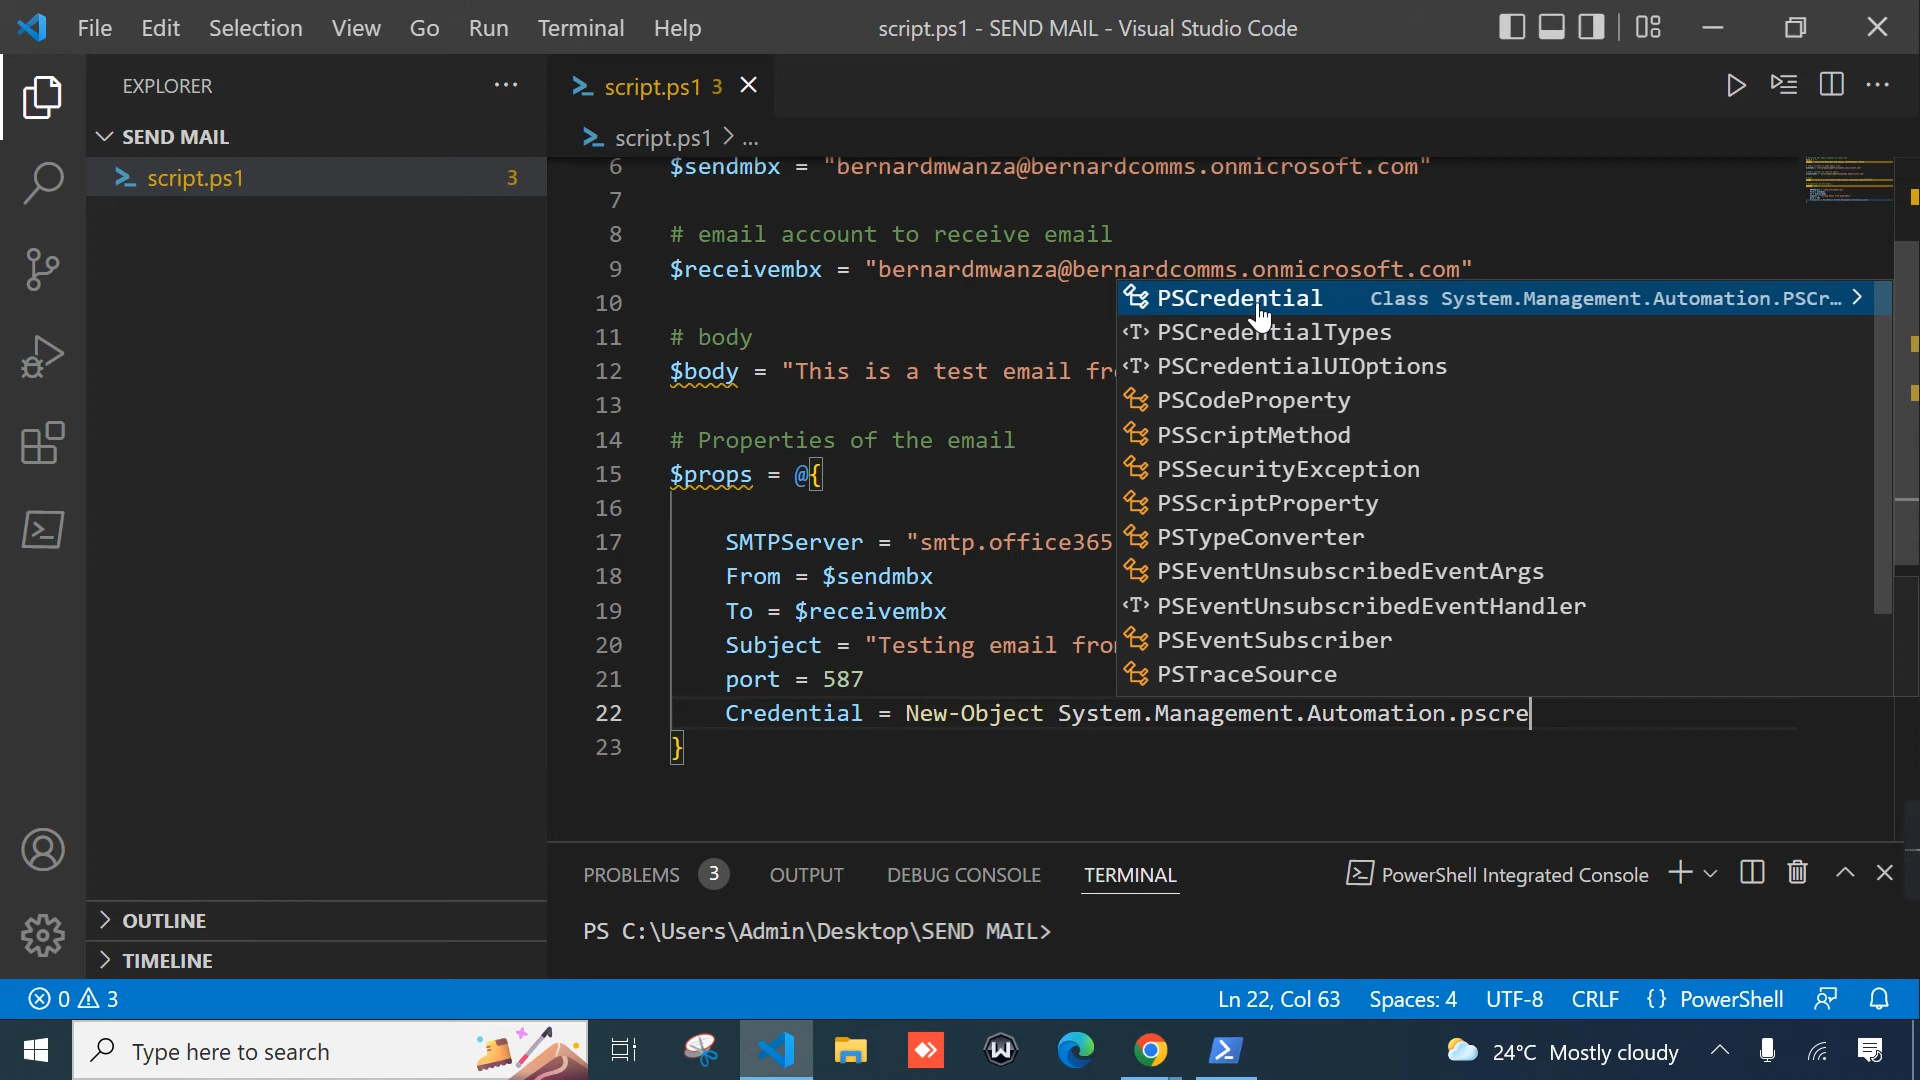 File Edit Selection View Go Run Terminal Help
script.ps1 - SEND MAIL - Visual Studio Code
EXPLORER
SEND MAIL
script.ps1 3
script.ps1 3
script.ps1 > ...
6 $sendmbx = "bernardmwanza@bernardcomms.onmicrosoft.com"
7
8 # email account to receive email
9 $receivembx = "bernardmwanza@bernardcomms.onmicrosoft.com"
10
11 # body
12 $body = "This is a test email fr
13
14 # Properties of the email
15 $props = @{
16
17 SMTPServer = "smtp.office365
18 From = $sendmbx
19 To = $receivembx
20 Subject = "Testing email fro
21 port = 587
22 Credential = New-Object System.Management.Automation.pscre
23 }
PSCredential Class System.Management.Automation.PSCr…
PSCredentialTypes
PSCredentialUIOptions
PSCodeProperty
PSScriptMethod
PSSecurityException
PSScriptProperty
PSTypeConverter
PSEventUnsubscribedEventArgs
PSEventUnsubscribedEventHandler
PSEventSubscriber
PSTraceSource
PROBLEMS 3 OUTPUT DEBUG CONSOLE TERMINAL
PowerShell Integrated Console
PS C:\Users\Admin\Desktop\SEND MAIL>
OUTLINE
TIMELINE
0 3
Ln 22, Col 63 Spaces: 4 UTF-8 CRLF {} PowerShell
Type here to search
24°C Mostly cloudy